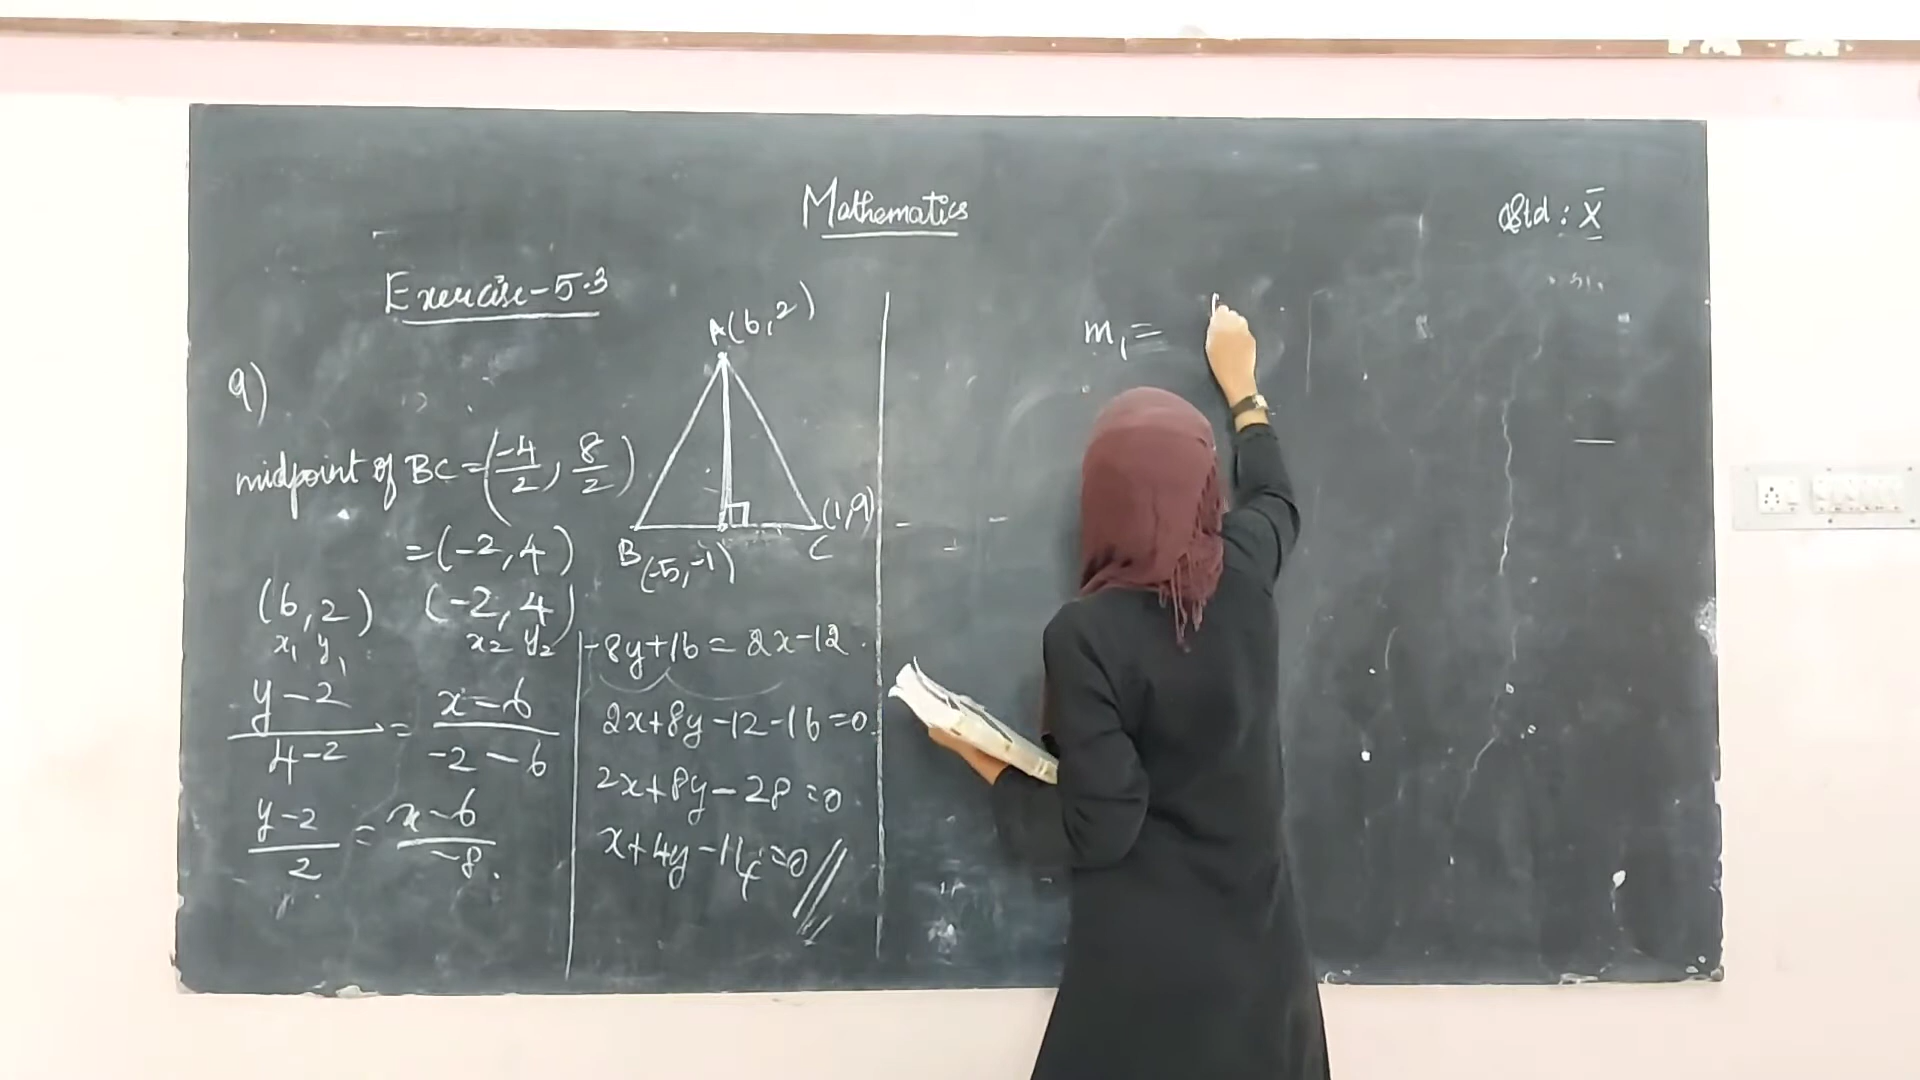 Mathematics
Std : X
Exercise-5.3
9)
A(6,2)
B(-5,-1)
C(1,9)
midpoint of BC = (-4/2, 8/2)
= (-2, 4)
(6,2) (-2,4)
x₁ y₁ x₂ y₂
y-2/4-2 = x-6/-2-6
y-2/2 = x-6/-8.
-8y+16 = 2x-12.
2x+8y-12-16=0.
2x+8y-28=0
x+4y-14=0
m₁ =